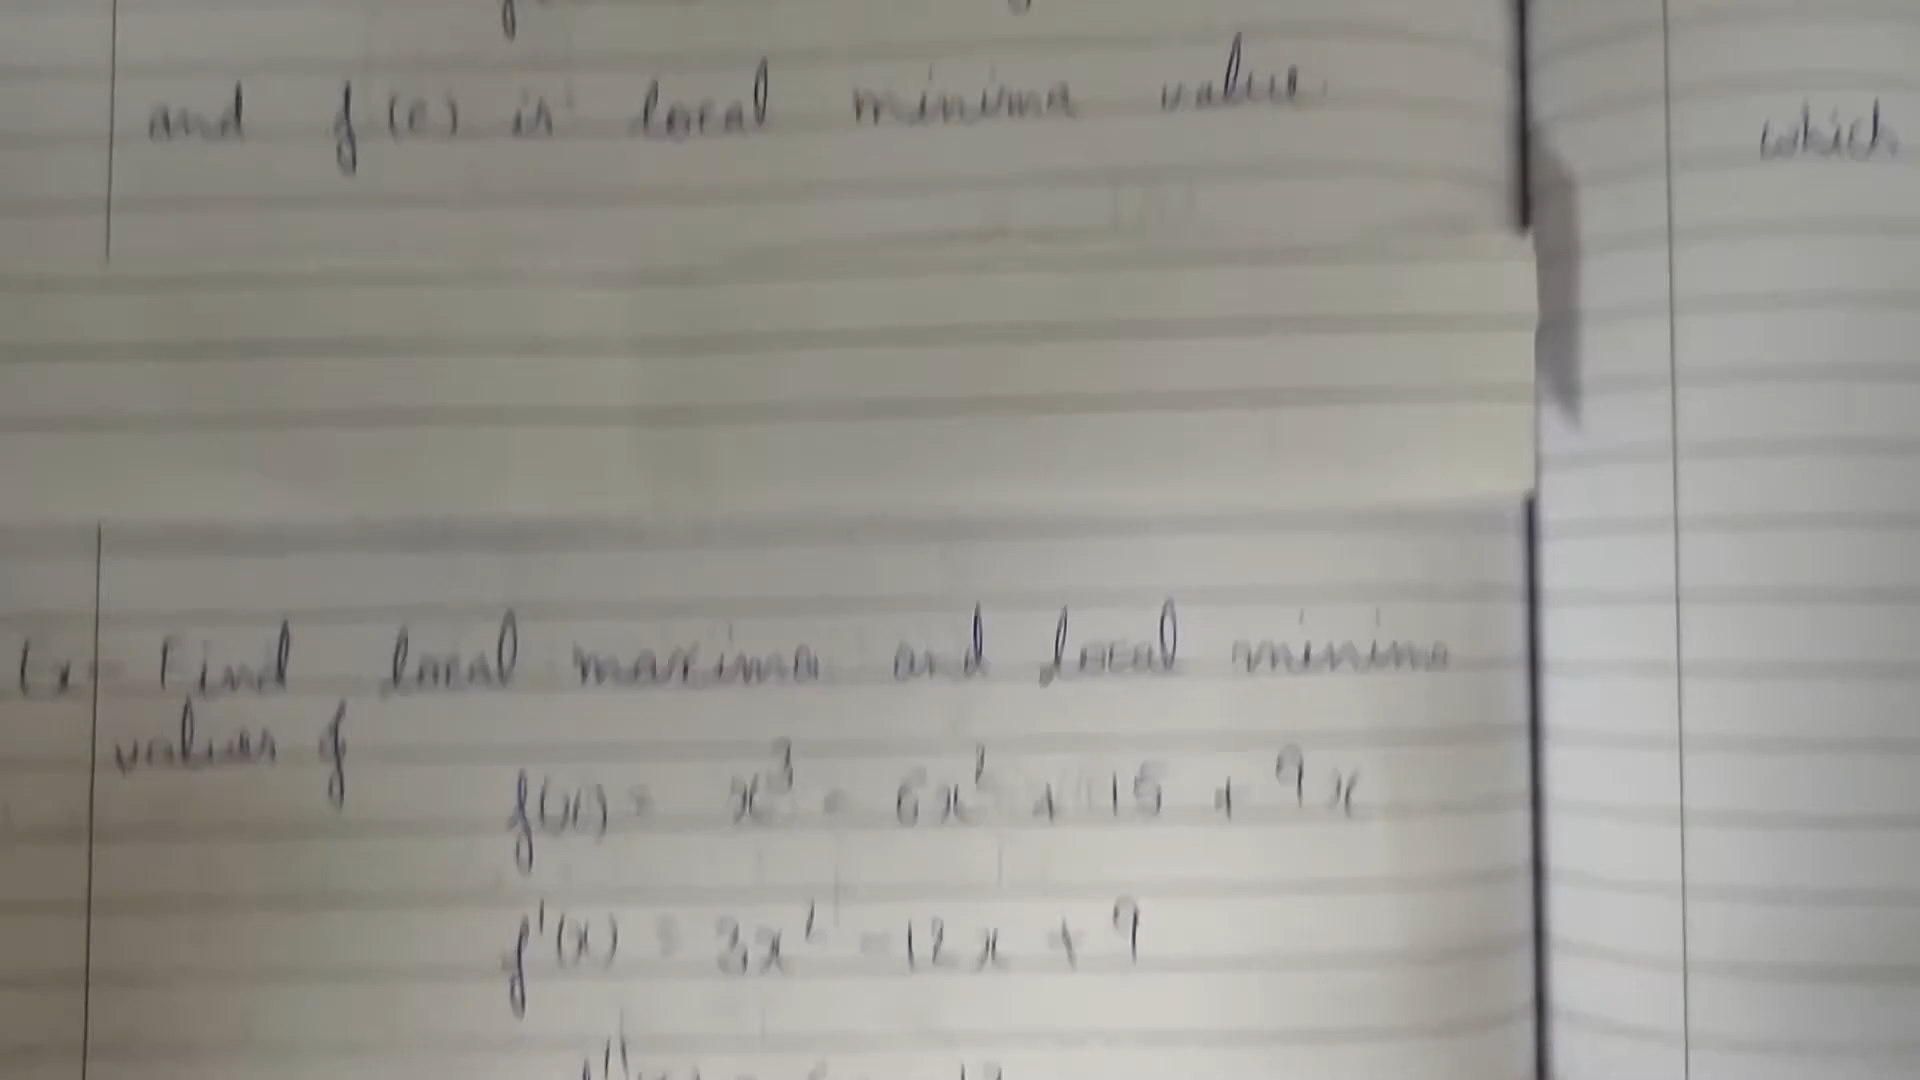 and f(c) is local minima value.
which
Ex Find local maxima and local minima
values of
f(x) = x³ - 6x² + 15 + 9x
f'(x) = 3x² - 12x + 9